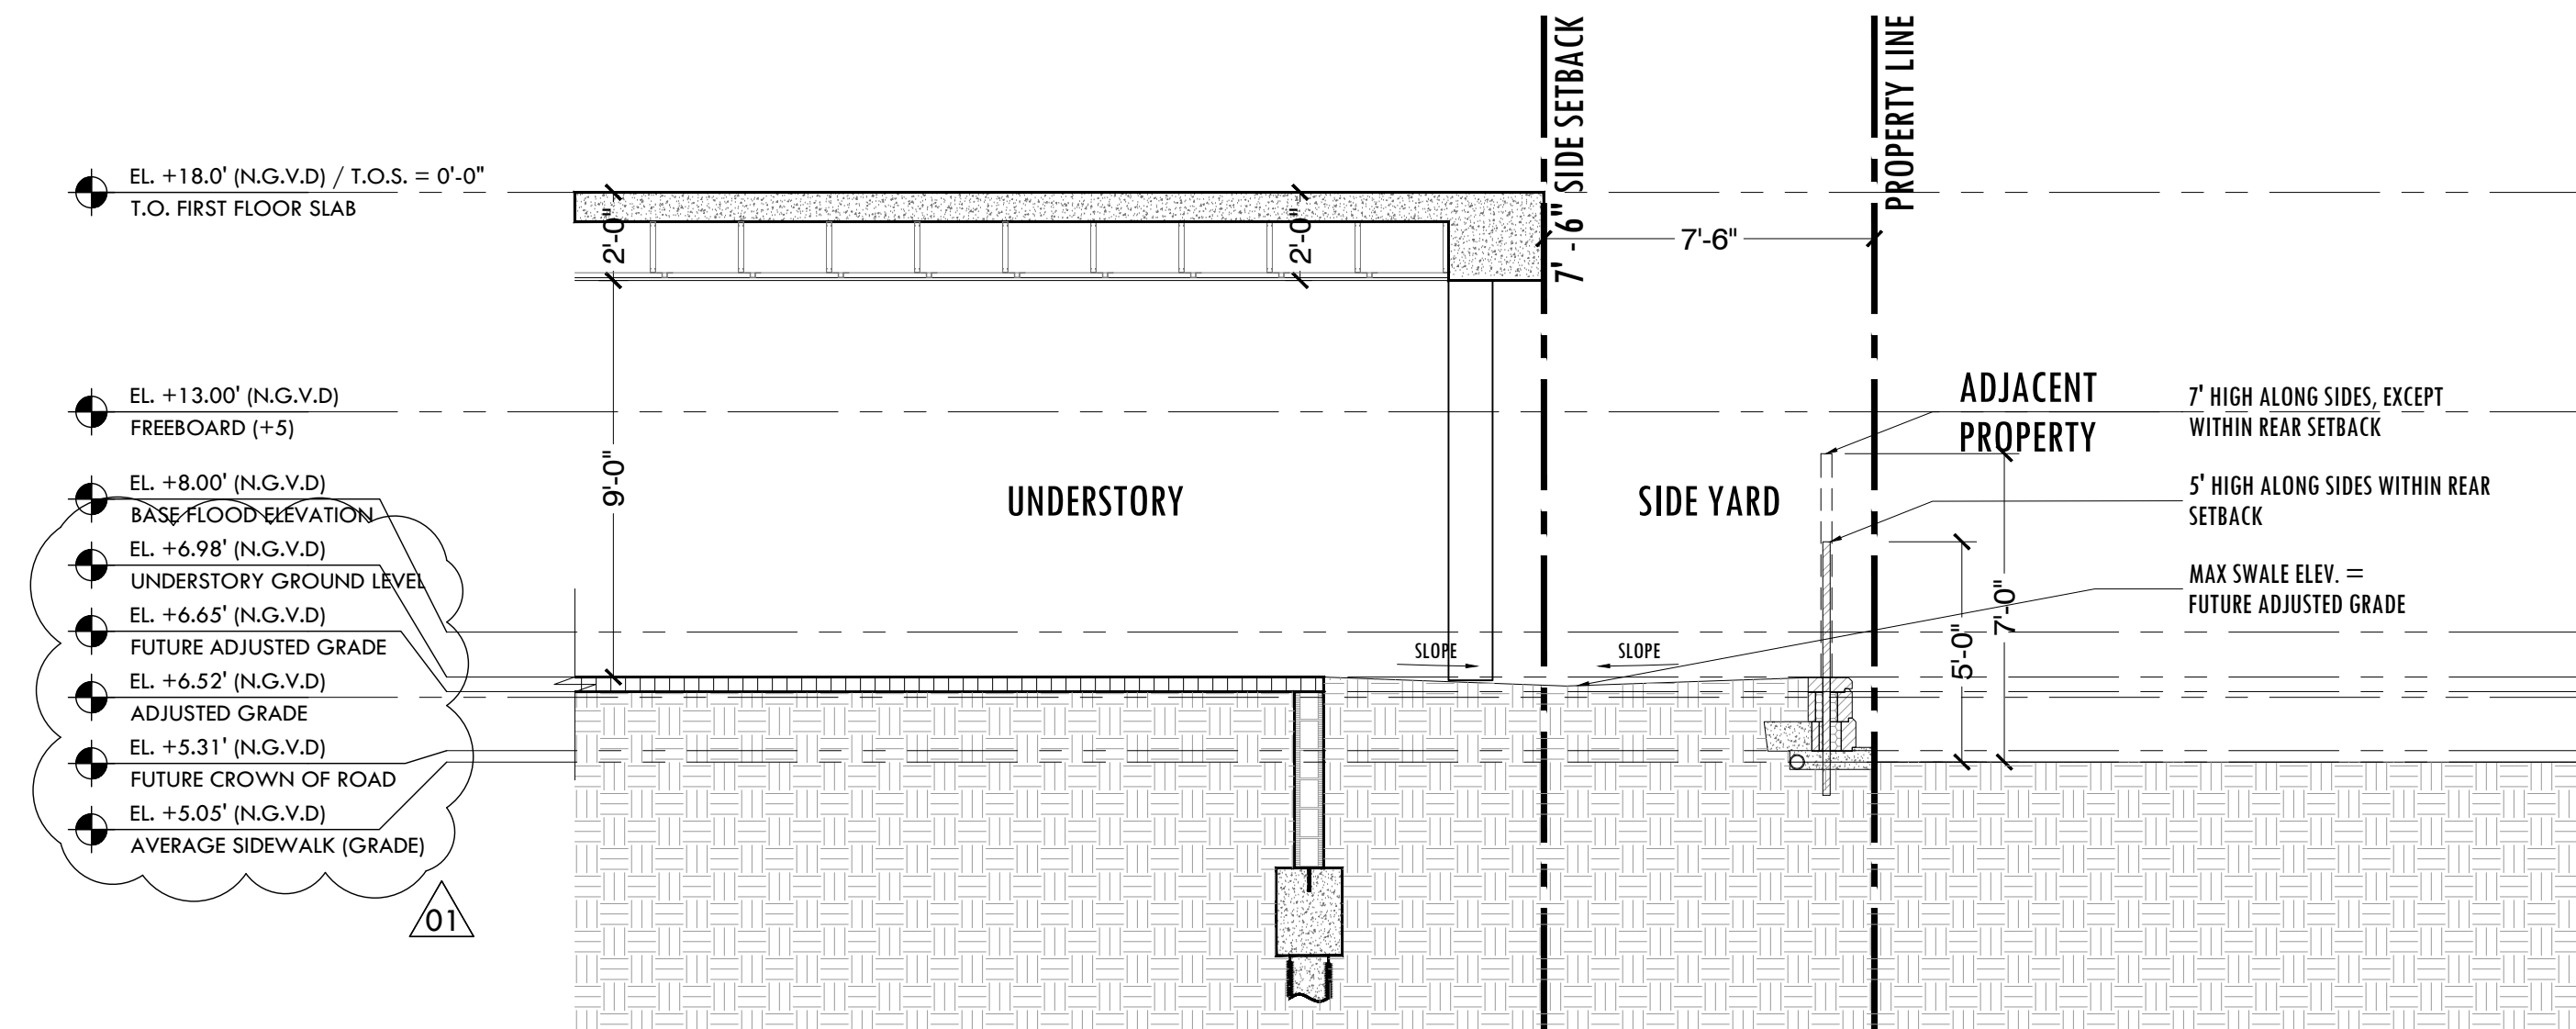 EL. +18.0' (N.G.V.D) / T.O.S. = 0'-0"
T.O. FIRST FLOOR SLAB
EL. +13.00' (N.G.V.D)
FREEBOARD (+5)
EL. +8.00' (N.G.V.D)
BASE FLOOD ELEVATION
EL. +6.98' (N.G.V.D)
UNDERSTORY GROUND LEVEL
EL. +6.65' (N.G.V.D)
FUTURE ADJUSTED GRADE
EL. +6.52' (N.G.V.D)
ADJUSTED GRADE
EL. +5.31' (N.G.V.D)
FUTURE CROWN OF ROAD
EL. +5.05' (N.G.V.D)
AVERAGE SIDEWALK (GRADE)
01
2'-0"
2'-0"
9'-0"
UNDERSTORY
SLOPE
7' - 6" SIDE SETBACK
7'-6"
PROPERTY LINE
SIDE YARD
SLOPE
ADJACENT
PROPERTY
5'-0"
7'-0"
7' HIGH ALONG SIDES, EXCEPT
WITHIN REAR SETBACK
5' HIGH ALONG SIDES WITHIN REAR
SETBACK
MAX SWALE ELEV. =
FUTURE ADJUSTED GRADE